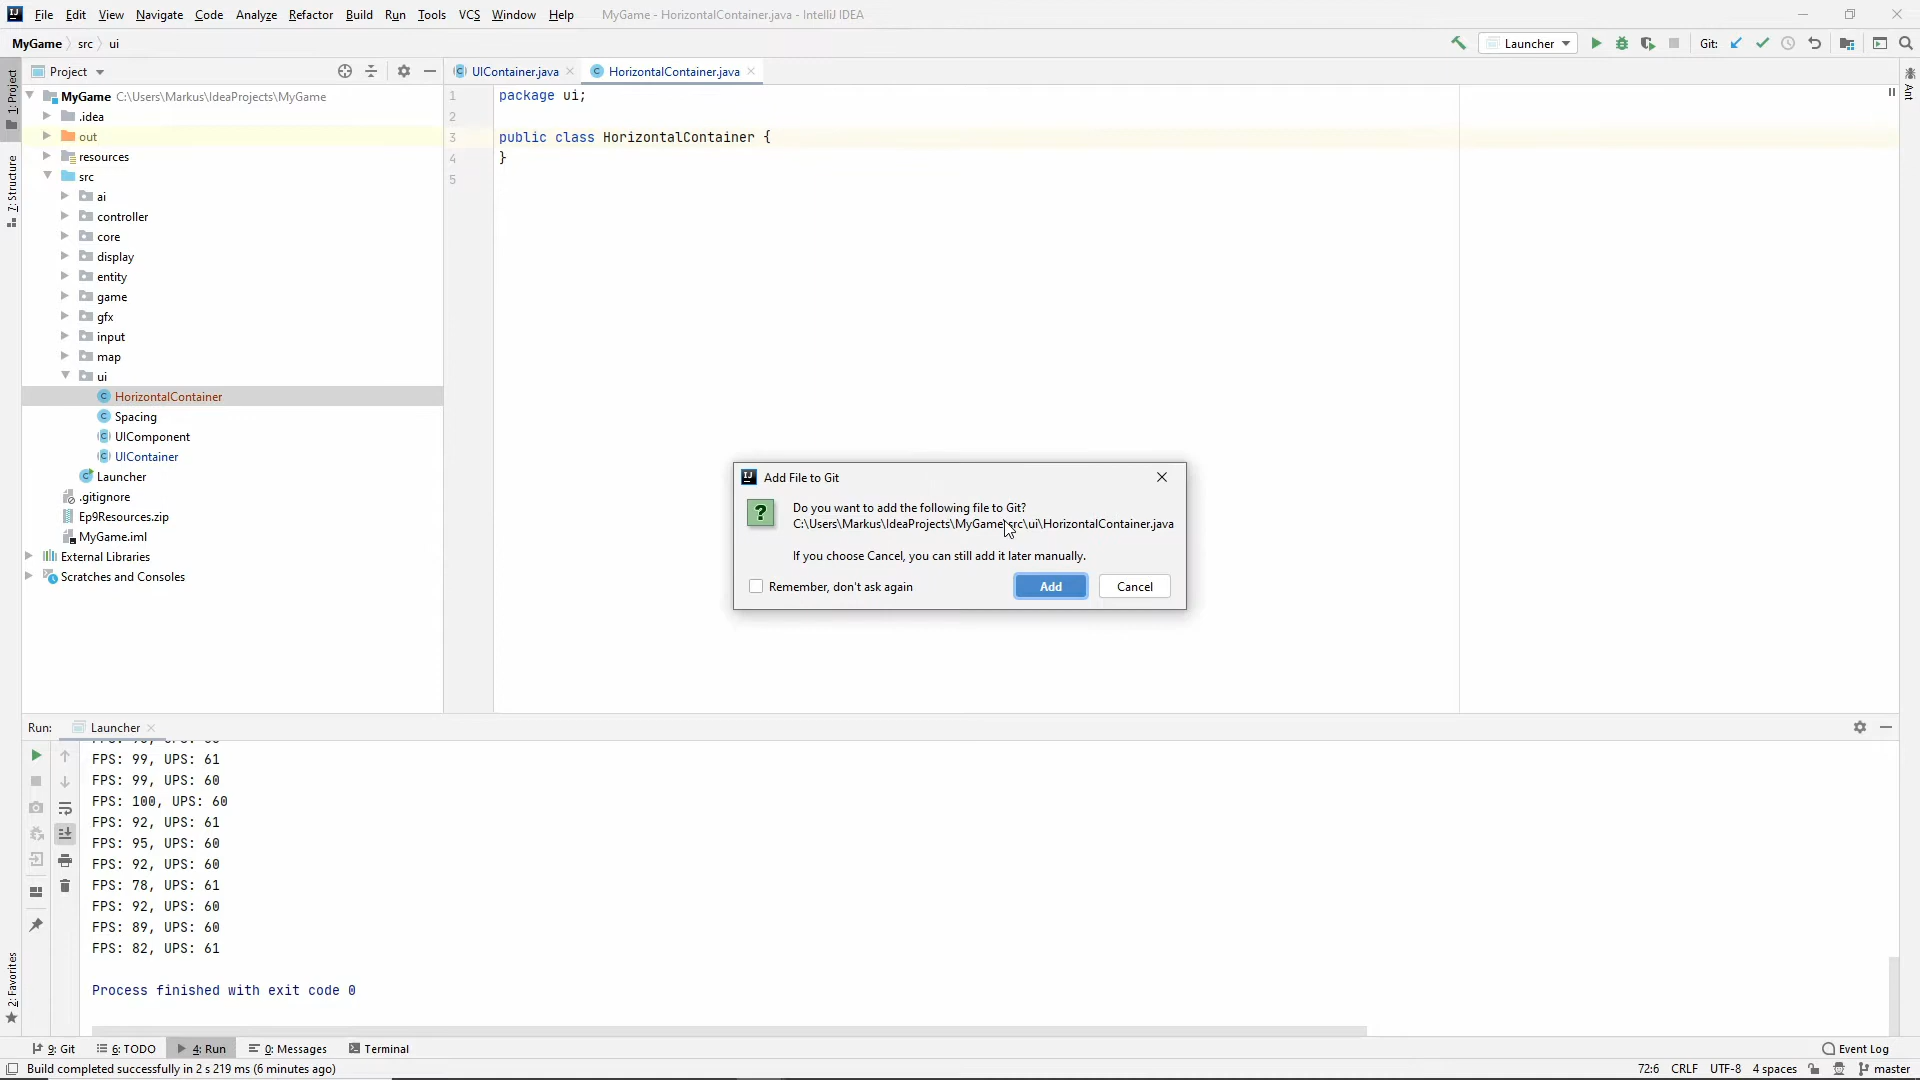 File Edit View Navigate Code Analyze Refactor Build Run Tools VCS Window Help MyGame - HorizontalContainer.java - IntelliJ IDEA
MyGame src ui
Launcher Git:
Project
UIContainer.java HorizontalContainer.java
1: Project
7: Structure
2: Favorites
Ant
MyGame C:\Users\Markus\IdeaProjects\MyGame
.idea
out
resources
src
ai
controller
core
display
entity
game
gfx
input
map
ui
HorizontalContainer
Spacing
UIComponent
UIContainer
Launcher
.gitignore
Ep9Resources.zip
MyGame.iml
External Libraries
Scratches and Consoles
1 package ui;
2
3 public class HorizontalContainer {
4 }
5
Add File to Git
Do you want to add the following file to Git?
C:\Users\Markus\IdeaProjects\MyGame\src\ui\HorizontalContainer.java
If you choose Cancel, you can still add it later manually.
Remember, don't ask again Add Cancel
Run: Launcher
FPS: 99, UPS: 61
FPS: 99, UPS: 60
FPS: 100, UPS: 60
FPS: 92, UPS: 61
FPS: 95, UPS: 60
FPS: 92, UPS: 60
FPS: 78, UPS: 61
FPS: 92, UPS: 60
FPS: 89, UPS: 60
FPS: 82, UPS: 61
Process finished with exit code 0
9: Git 6: TODO 4: Run 0: Messages Terminal Event Log
Build completed successfully in 2 s 219 ms (6 minutes ago) 72:6 CRLF UTF-8 4 spaces master